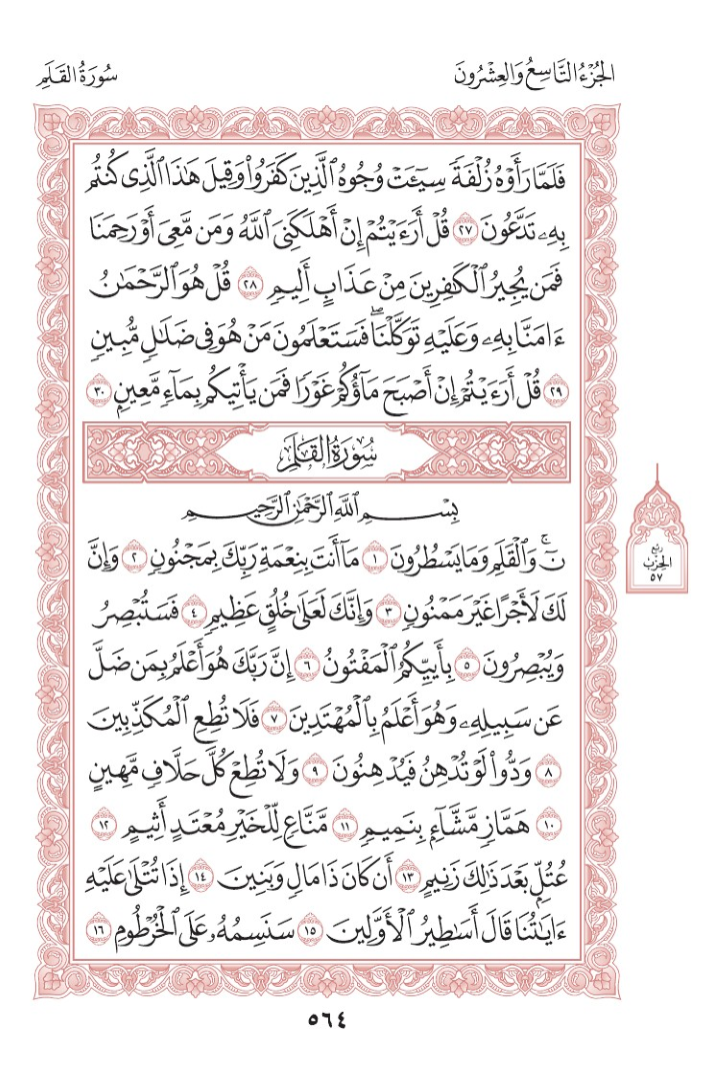 الجُزْءُ التَّاسِعُ وَالعِشْرُونَ
سُورَةُ القَلَمِ
فَلَمَّا رَأَوْهُ زُلْفَةً سِيٓـَٔتْ وُجُوهُ ٱلَّذِينَ كَفَرُوا۟ وَقِيلَ هَٰذَا ٱلَّذِى كُنتُم
بِهِۦ تَدَّعُونَ ٢٧ قُلْ أَرَءَيْتُمْ إِنْ أَهْلَكَنِىَ ٱللَّهُ وَمَن مَّعِىَ أَوْ رَحِمَنَا
فَمَن يُجِيرُ ٱلْكَٰفِرِينَ مِنْ عَذَابٍ أَلِيمٍ ٢٨ قُلْ هُوَ ٱلرَّحْمَٰنُ
ءَامَنَّا بِهِۦ وَعَلَيْهِ تَوَكَّلْنَاۖ فَسَتَعْلَمُونَ مَنْ هُوَ فِى ضَلَٰلٍ مُّبِينٍ
٢٩ قُلْ أَرَءَيْتُمْ إِنْ أَصْبَحَ مَآؤُكُمْ غَوْرًا فَمَن يَأْتِيكُم بِمَآءٍ مَّعِينٍ ٣٠
سُورَةُ القَلَمِ
بِسْمِ ٱللَّهِ ٱلرَّحْمَٰنِ ٱلرَّحِيمِ
نٓۚ وَٱلْقَلَمِ وَمَا يَسْطُرُونَ ١ مَآ أَنتَ بِنِعْمَةِ رَبِّكَ بِمَجْنُونٍ ٢ وَإِنَّ
لَكَ لَأَجْرًا غَيْرَ مَمْنُونٍ ٣ وَإِنَّكَ لَعَلَىٰ خُلُقٍ عَظِيمٍ ٤ فَسَتُبْصِرُ
وَيُبْصِرُونَ ٥ بِأَييِّكُمُ ٱلْمَفْتُونُ ٦ إِنَّ رَبَّكَ هُوَ أَعْلَمُ بِمَن ضَلَّ
عَن سَبِيلِهِۦ وَهُوَ أَعْلَمُ بِٱلْمُهْتَدِينَ ٧ فَلَا تُطِعِ ٱلْمُكَذِّبِينَ
٨ وَدُّوا۟ لَوْ تُدْهِنُ فَيُدْهِنُونَ ٩ وَلَا تُطِعْ كُلَّ حَلَّافٍ مَّهِينٍ
١٠ هَمَّازٍ مَّشَّآءٍۭ بِنَمِيمٍ ١١ مَّنَّاعٍ لِّلْخَيْرِ مُعْتَدٍ أَثِيمٍ ١٢
عُتُلٍّۭ بَعْدَ ذَٰلِكَ زَنِيمٍ ١٣ أَن كَانَ ذَا مَالٍ وَبَنِينَ ١٤ إِذَا تُتْلَىٰ عَلَيْهِ
ءَايَٰتُنَا قَالَ أَسَٰطِيرُ ٱلْأَوَّلِينَ ١٥ سَنَسِمُهُۥ عَلَى ٱلْخُرْطُومِ ١٦
رُبْعُ
الحِزْبِ
٥٧
٥٦٤